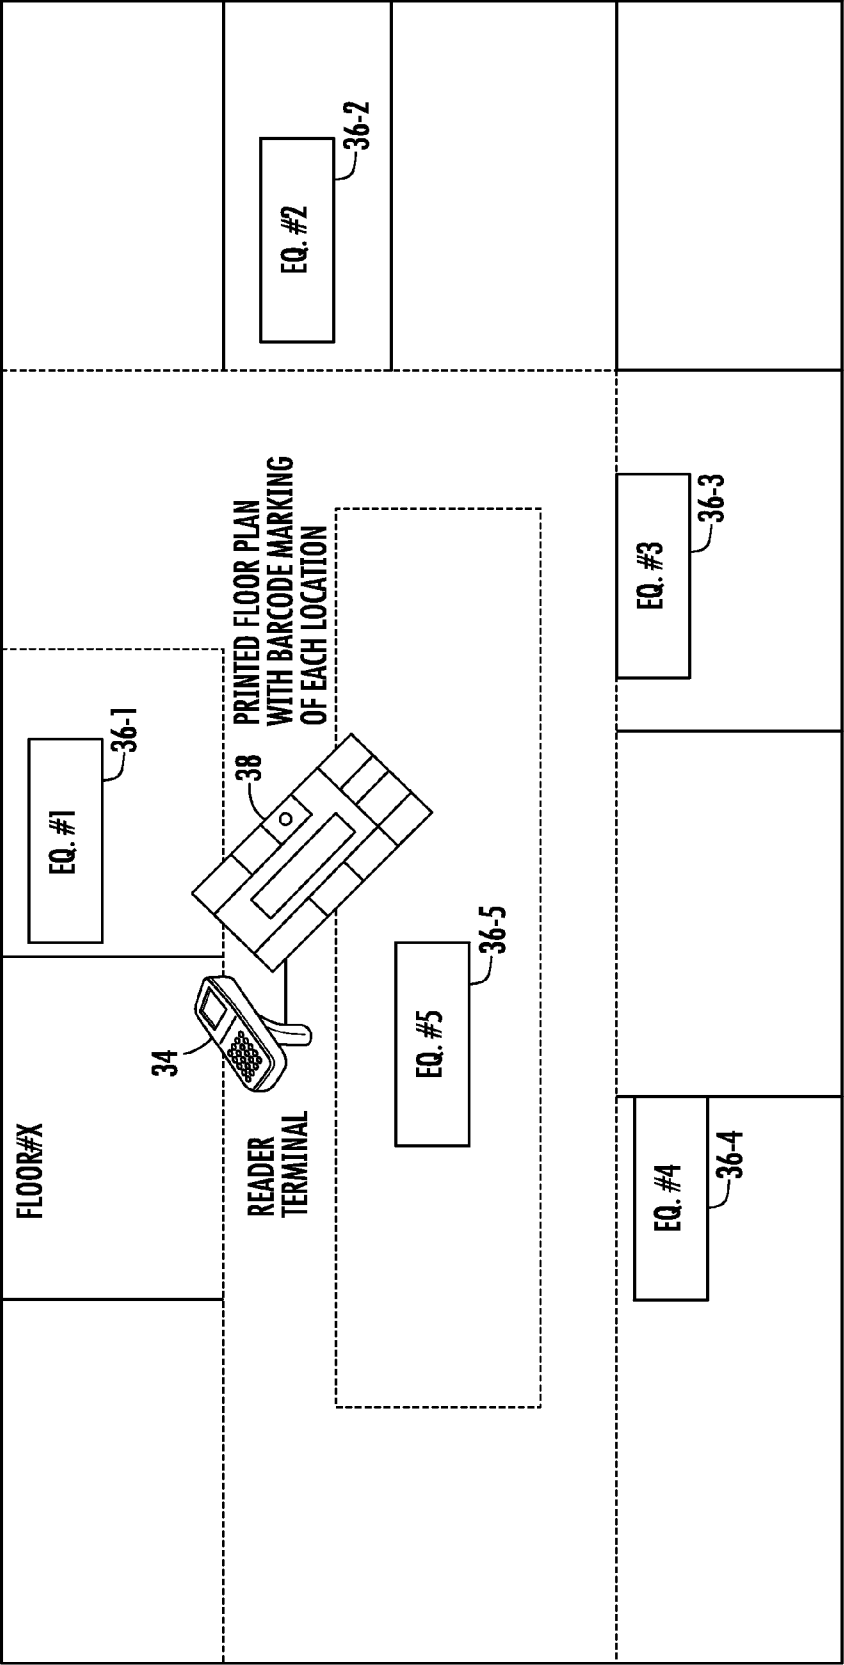 FLOOR#X
EQ. #1
36-1
34
READER
TERMINAL
38
PRINTED FLOOR PLAN
WITH BARCODE MARKING
OF EACH LOCATION
EQ. #2
36-2
EQ. #5
36-5
EQ. #4
36-4
EQ. #3
36-3